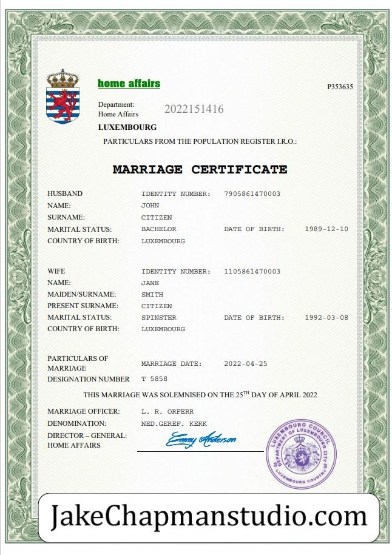 home affairs
P353635
Department:
Home Affairs
2022151416
LUXEMBOURG
PARTICULARS FROM THE POPULATION REGISTER I.R.O.:
MARRIAGE CERTIFICATE
HUSBAND IDENTITY NUMBER: 7905861470003
NAME: JOHN
SURNAME: CITIZEN
MARITAL STATUS: BACHELOR DATE OF BIRTH: 1989-12-10
COUNTRY OF BIRTH: LUXEMBOURG
WIFE IDENTITY NUMBER: 1105861470003
NAME: JANE
MAIDEN/SURNAME: SMITH
PRESENT SURNAME: CITIZEN
MARITAL STATUS: SPINSTER DATE OF BIRTH: 1992-03-08
COUNTRY OF BIRTH: LUXEMBOURG
PARTICULARS OF
MARRIAGE MARRIAGE DATE: 2022-04-25
DESIGNATION NUMBER T 5858
THIS MARRIAGE WAS SOLEMNISED ON THE 25TH DAY OF APRIL 2022
MARRIAGE OFFICER: L. R. ORFERR
DENOMINATION: NED.GEREF. KERK
DIRECTOR – GENERAL:
HOME AFFAIRS
Anderson
LUXEMBOURG COUNCIL
JakeChapmanstudio.com